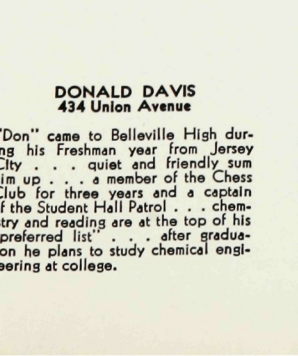 DONALD DAVIS
434 Union Avenue
"Don" came to Belleville High dur-
ng his Freshman year from Jersey
City . . . quiet and friendly sum
im up . . . a member of the Chess
Club for three years and a captain
f the Student Hall Patrol . . . chem-
stry and reading are at the top of his
preferred list" . . . after gradua-
on he plans to study chemical engi-
eering at college.